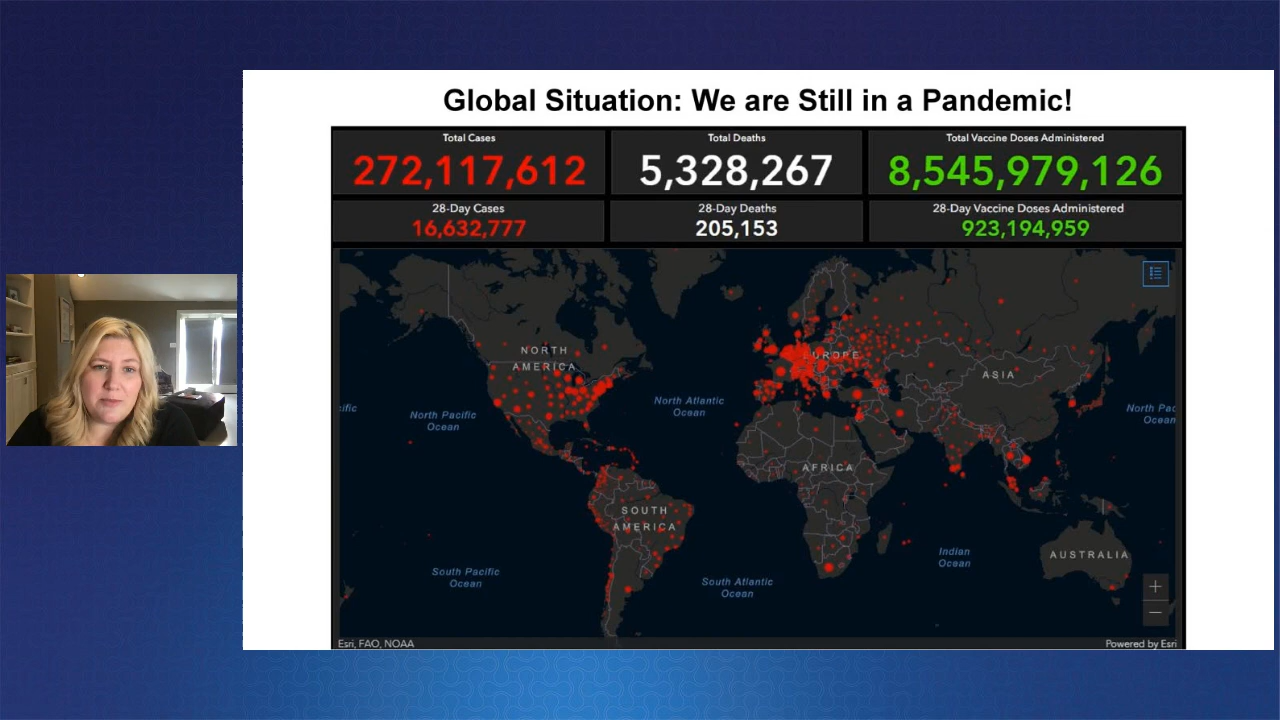 Global Situation: We are Still in a Pandemic!
Total Cases
272,117,612
Total Deaths
5,328,267
Total Vaccine Doses Administered
8,545,979,126
28-Day Cases
16,632,777
28-Day Deaths
205,153
28-Day Vaccine Doses Administered
923,194,959
NORTH
AMERICA
EUROPE
ASIA
ific
North Pacific
Ocean
North Atlantic
Ocean
North Pac
Ocean
AFRICA
SOUTH
AMERICA
AUSTRALIA
Indian
Ocean
South Pacific
Ocean
South Atlantic
Ocean
+
−
Esri, FAO, NOAA
Powered by Esri